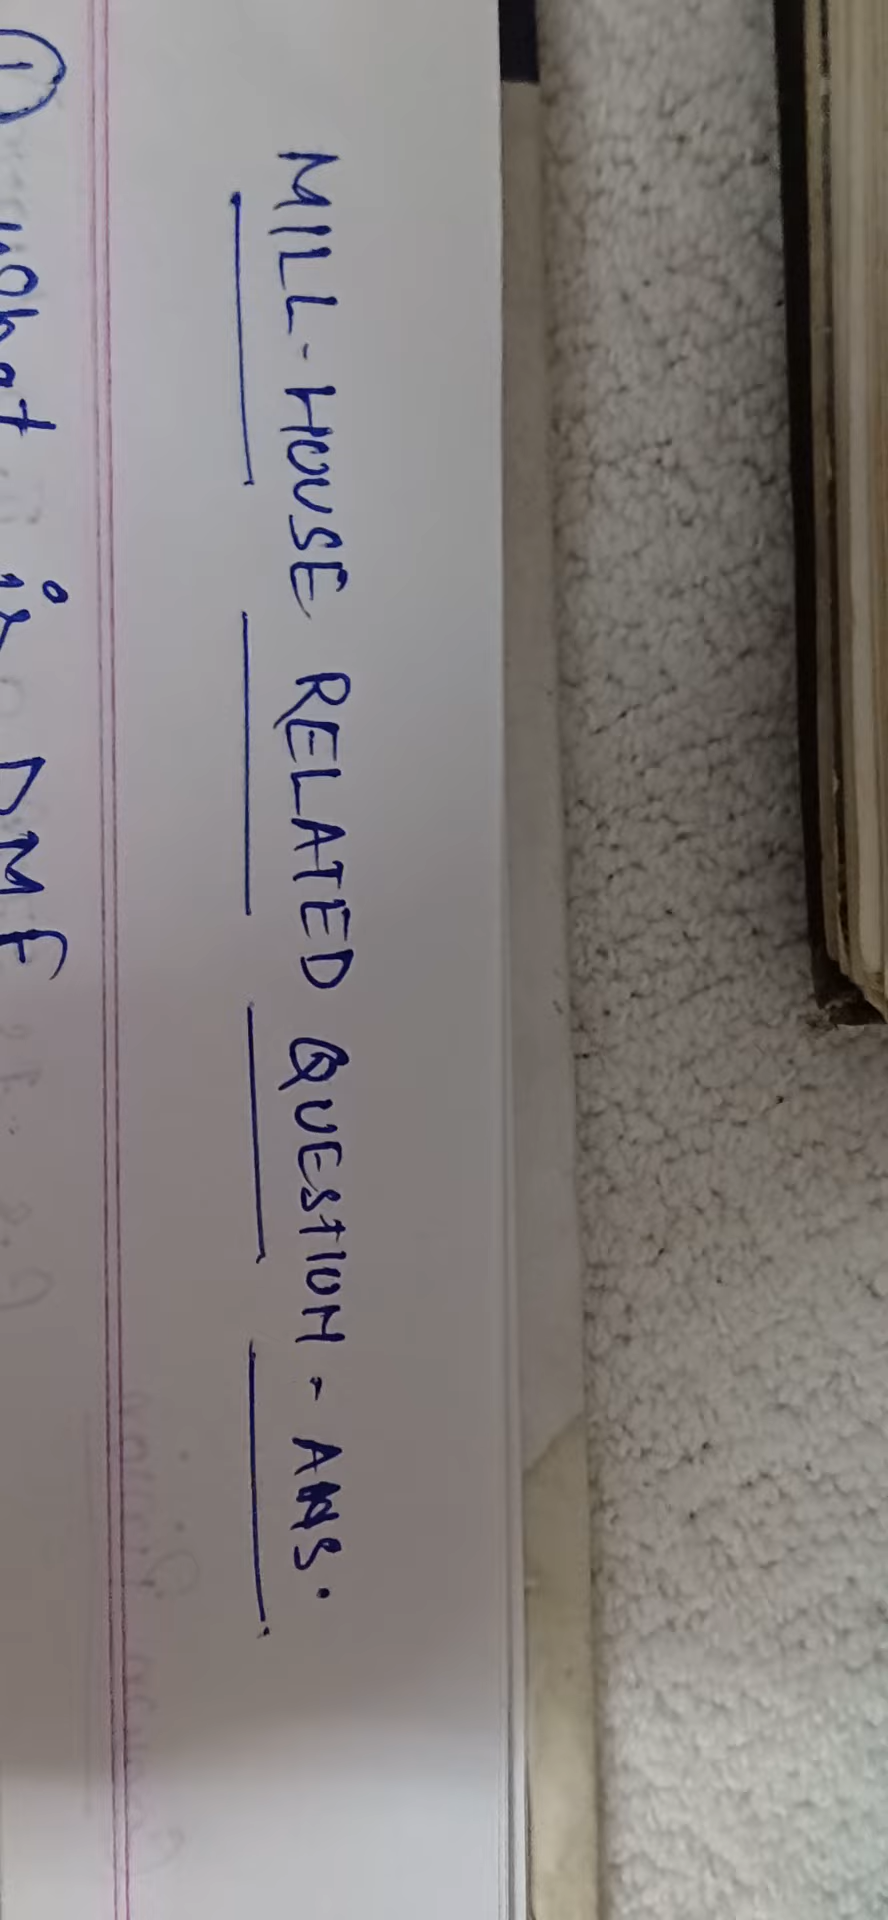 MILL-HOUSE RELATED QUESTION - ANS.
① What is DMF